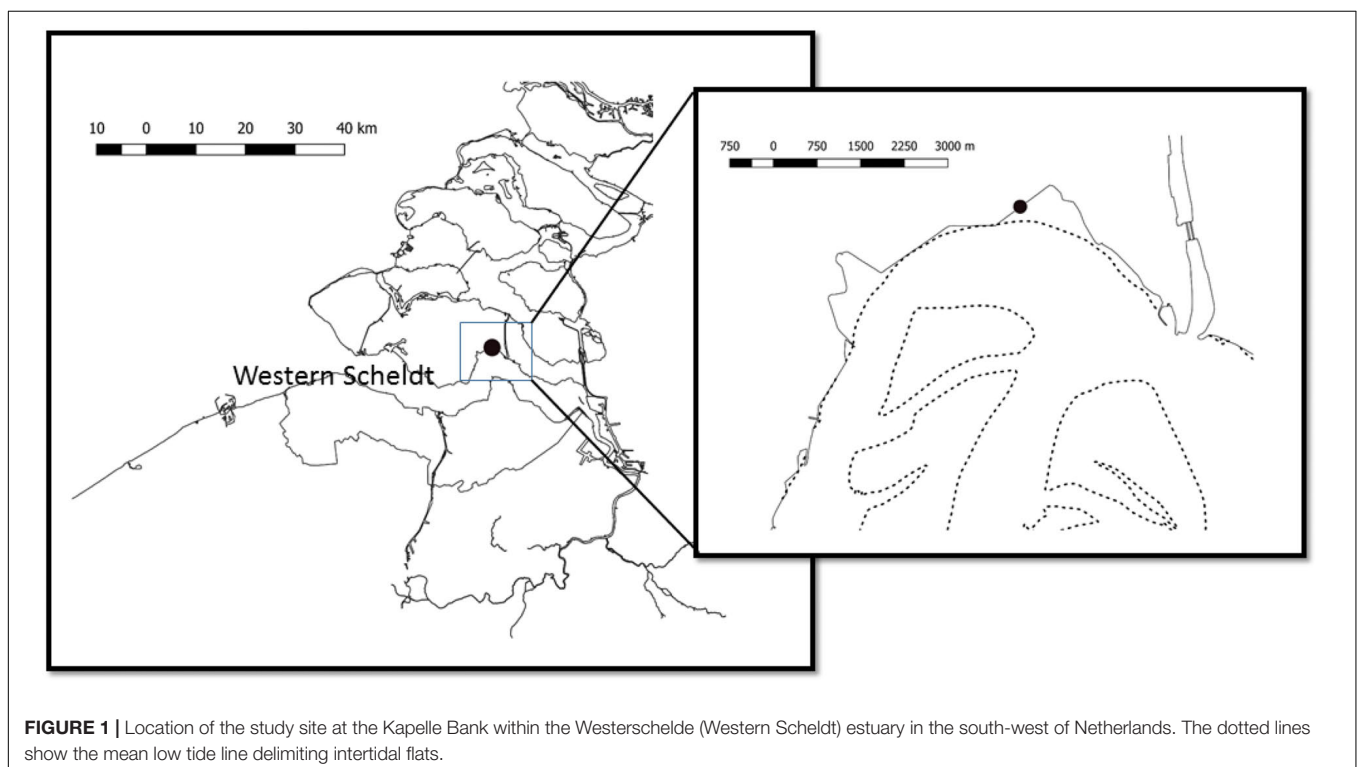 10 0 10 20 30 40 km
750 0 750 1500 2250 3000 m
Western Scheldt
FIGURE 1 | Location of the study site at the Kapelle Bank within the Westerschelde (Western Scheldt) estuary in the south-west of Netherlands. The dotted lines
show the mean low tide line delimiting intertidal flats.